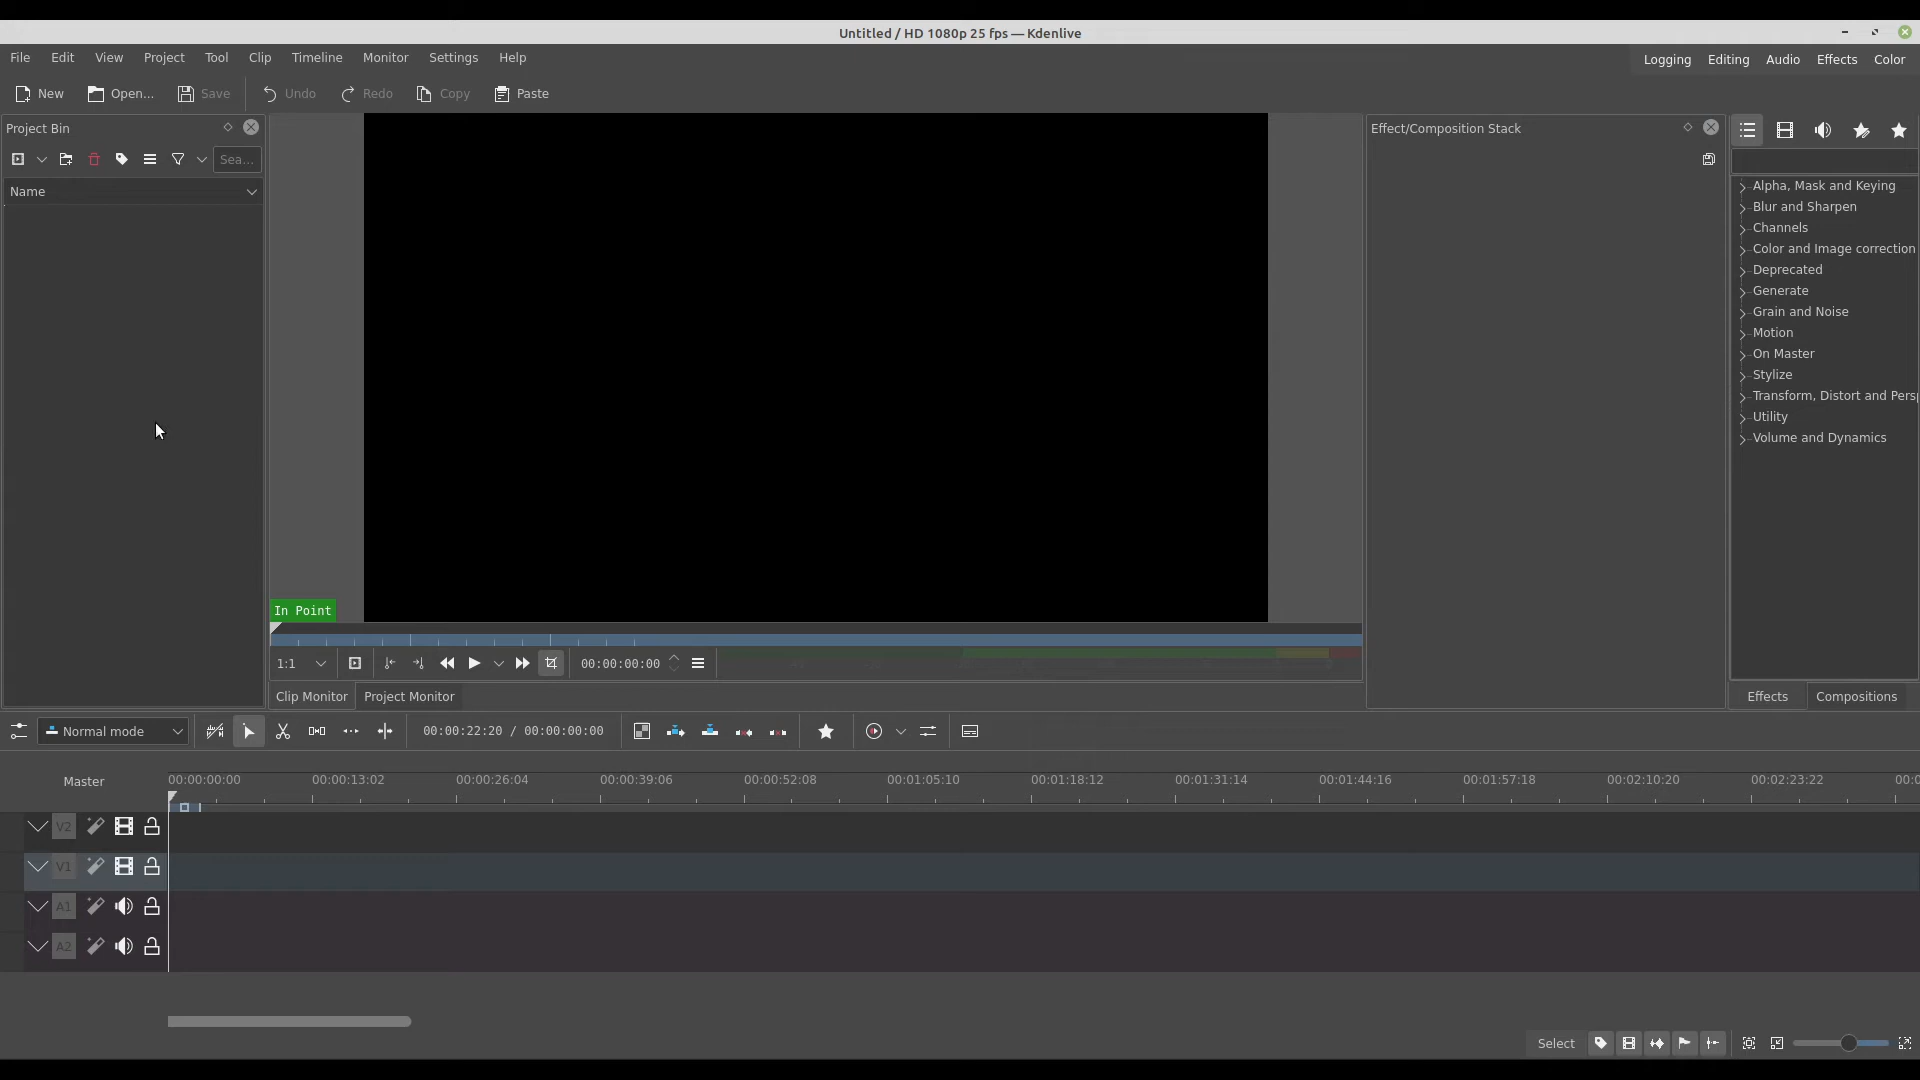 Untitled / HD 1080p 25 fps — Kdenlive
File Edit View Project Tool Clip Timeline Monitor Settings Help
Logging Editing Audio Effects Color
New Open... Save Undo Redo Copy Paste
Project Bin
Sea...
Name
In Point
1:1
00:00:00:00
Clip Monitor Project Monitor
Effect/Composition Stack
Alpha, Mask and Keying
Blur and Sharpen
Channels
Color and Image correction
Deprecated
Generate
Grain and Noise
Motion
On Master
Stylize
Transform, Distort and Pers
Utility
Volume and Dynamics
Effects Compositions
Normal mode
00:00:22:20 / 00:00:00:00
Master
00:00:00:00 00:00:13:02 00:00:26:04 00:00:39:06 00:00:52:08 00:01:05:10 00:01:18:12 00:01:31:14 00:01:44:16 00:01:57:18 00:02:10:20 00:02:23:22 00:0
V2
V1
A1
A2
Select